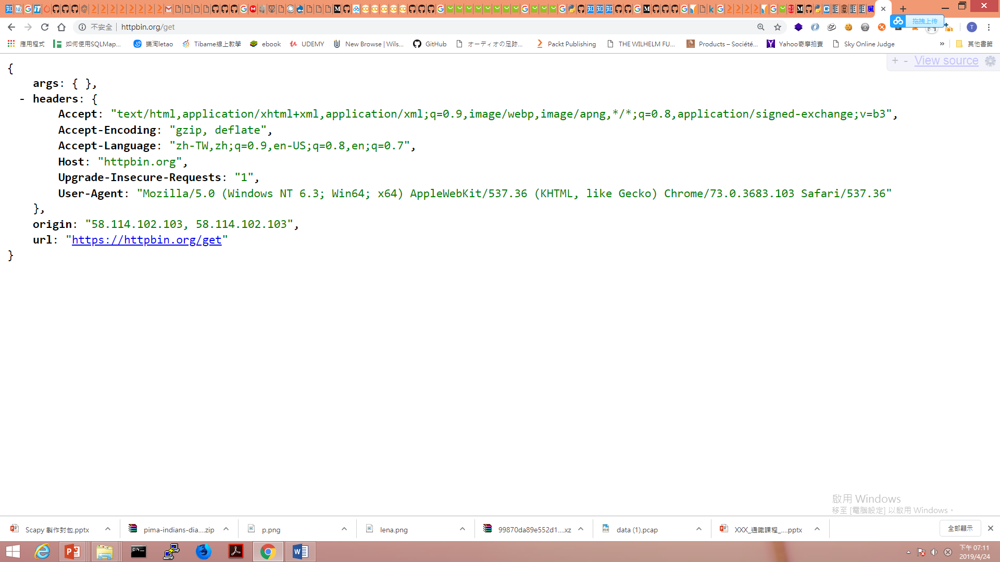 不安全 httpbin.org/get
拖拽上传
應用程式 如何使用SQLMap... 樂淘letao Tibame線上教學 ebook UDEMY New Browse | Wils... GitHub オーディオの足跡... Packt Publishing THE WILHELM FU... Products – Société... Yahoo奇摩拍賣 Sky Online Judge » 其他書籤
+ - View source
{
args: { },
- headers: {
Accept: "text/html,application/xhtml+xml,application/xml;q=0.9,image/webp,image/apng,*/*;q=0.8,application/signed-exchange;v=b3",
Accept-Encoding: "gzip, deflate",
Accept-Language: "zh-TW,zh;q=0.9,en-US;q=0.8,en;q=0.7",
Host: "httpbin.org",
Upgrade-Insecure-Requests: "1",
User-Agent: "Mozilla/5.0 (Windows NT 6.3; Win64; x64) AppleWebKit/537.36 (KHTML, like Gecko) Chrome/73.0.3683.103 Safari/537.36"
},
origin: "58.114.102.103, 58.114.102.103",
url: "https://httpbin.org/get"
}
啟用 Windows
移至 [電腦設定] 以啟用 Windows。
Scapy 製作封包.pptx pima-indians-dia....zip p.png lena.png 99870da89e552d1....xz data (1).pcap XXX_通識課程_....pptx 全部顯示
下午 07:11
2019/4/24